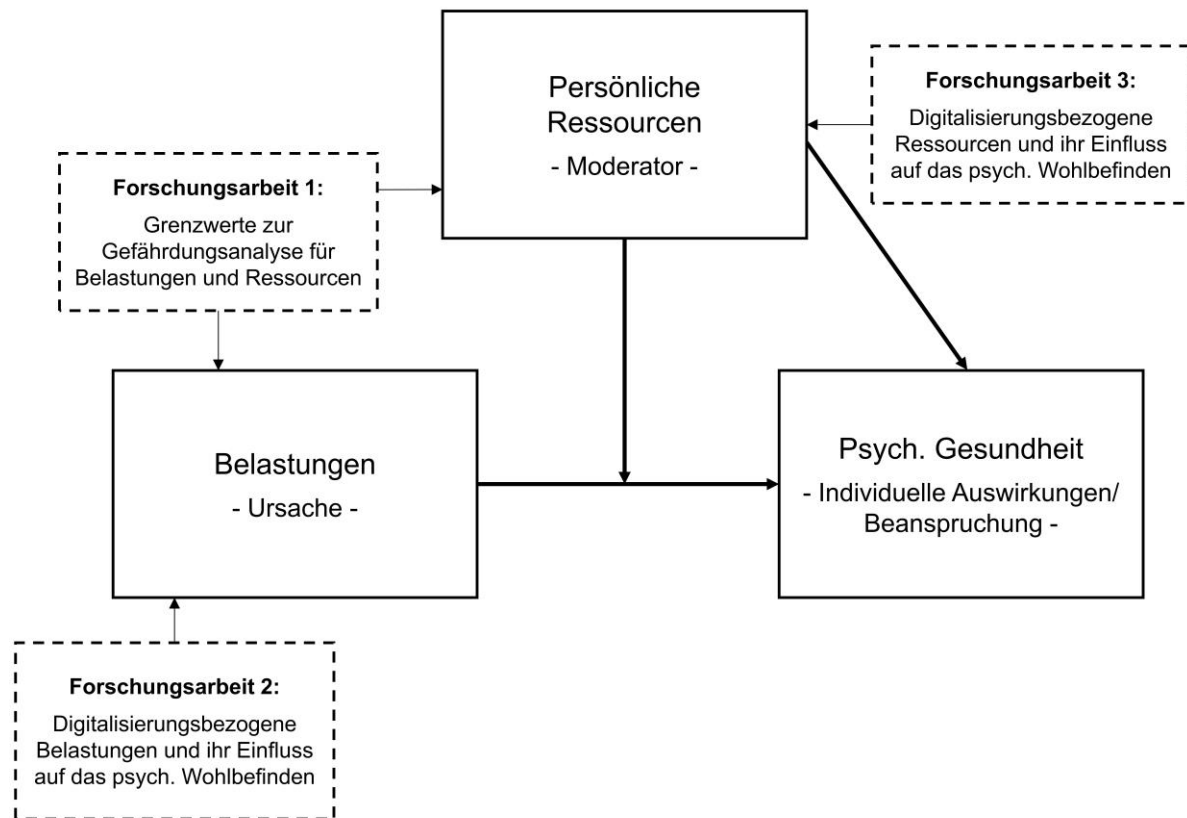 Persönliche
Ressourcen
- Moderator -
Forschungsarbeit 3:
Digitalisierungsbezogene
Ressourcen und ihr Einfluss
auf das psych. Wohlbefinden
Forschungsarbeit 1:
Grenzwerte zur
Gefährdungsanalyse für
Belastungen und Ressourcen
Belastungen
- Ursache -
Psych. Gesundheit
- Individuelle Auswirkungen/
Beanspruchung -
Forschungsarbeit 2:
Digitalisierungsbezogene
Belastungen und ihr Einfluss
auf das psych. Wohlbefinden